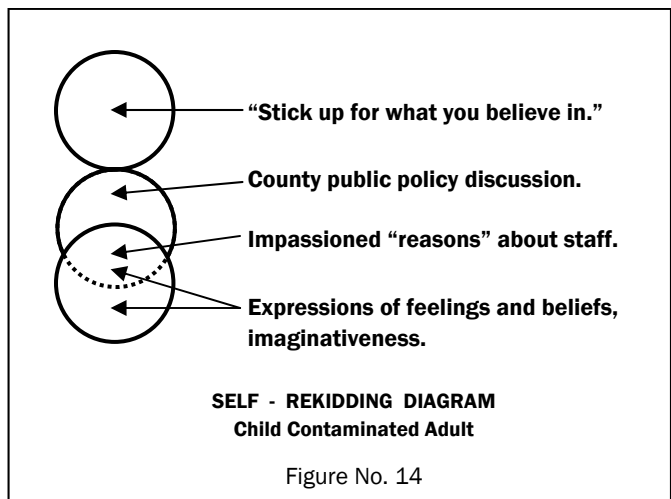 “Stick up for what you believe in.”
County public policy discussion.
Impassioned “reasons” about staff.
Expressions of feelings and beliefs,
imaginativeness.
SELF - REKIDDING DIAGRAM
Child Contaminated Adult
Figure No. 14